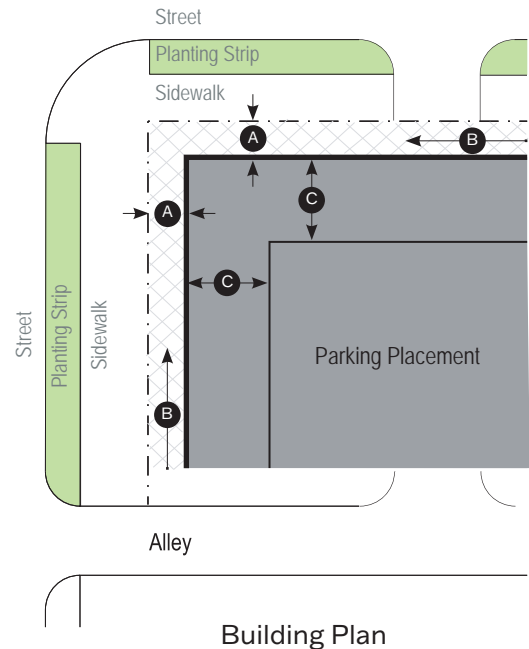 Street
Planting Strip
Sidewalk
A
B
C
A
C
Street
Planting Strip
Sidewalk
Parking Placement
B
Alley
Building Plan